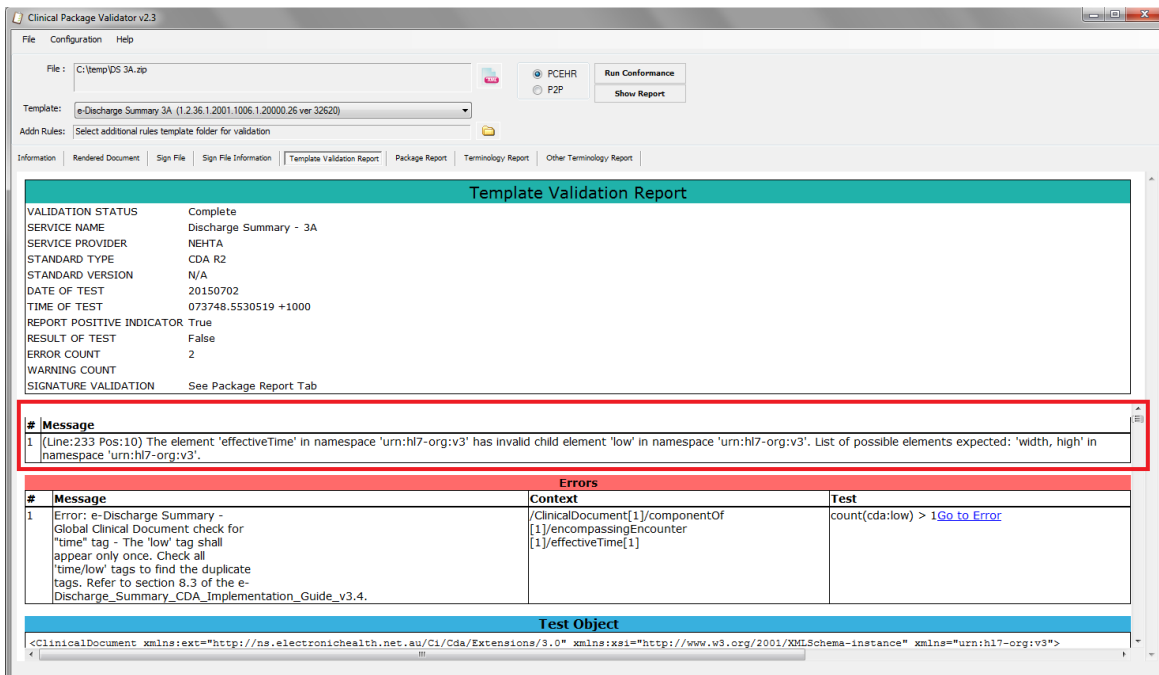 Clinical Package Validator v2.3
File Configuration Help
File : C:\temp\DS 3A.zip
PCEHR
Run Conformance
P2P
Show Report
Template: e-Discharge Summary 3A (1.2.36.1.2001.1006.1.20000.26 ver 32620)
Addn Rules: Select additional rules template folder for validation
Information Rendered Document Sign File Sign File Information Template Validation Report Package Report Terminology Report Other Terminology Report
Template Validation Report
VALIDATION STATUS Complete
SERVICE NAME Discharge Summary - 3A
SERVICE PROVIDER NEHTA
STANDARD TYPE CDA R2
STANDARD VERSION N/A
DATE OF TEST 20150702
TIME OF TEST 073748.5530519 +1000
REPORT POSITIVE INDICATOR True
RESULT OF TEST False
ERROR COUNT 2
WARNING COUNT
SIGNATURE VALIDATION See Package Report Tab
# Message
1 (Line:233 Pos:10) The element 'effectiveTime' in namespace 'urn:hl7-org:v3' has invalid child element 'low' in namespace 'urn:hl7-org:v3'. List of possible elements expected: 'width, high' in
namespace 'urn:hl7-org:v3'.
Errors
# Message Context Test
1 Error: e-Discharge Summary - /ClinicalDocument[1]/componentOf count(cda:low) > 1Go to Error
Global Clinical Document check for [1]/encompassingEncounter
"time" tag - The 'low' tag shall [1]/effectiveTime[1]
appear only once. Check all
'time/low' tags to find the duplicate
tags. Refer to section 8.3 of the e-
Discharge_Summary_CDA_Implementation_Guide_v3.4.
Test Object
<ClinicalDocument xmlns:ext="http://ns.electronichealth.net.au/Ci/Cda/Extensions/3.0" xmlns:xsi="http://www.w3.org/2001/XMLSchema-instance" xmlns="urn:hl7-org:v3">